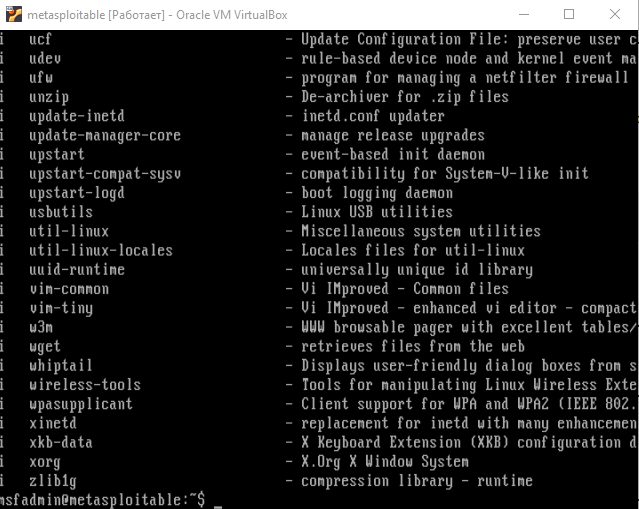 metasploitable [Работает] - Oracle VM VirtualBox
i ucf - Update Configuration File: preserve user c
i udev - rule-based device node and kernel event ma
i ufw - program for managing a netfilter firewall
i unzip - De-archiver for .zip files
i update-inetd - inetd.conf updater
i update-manager-core - manage release upgrades
i upstart - event-based init daemon
i upstart-compat-sysv - compatibility for System-V-like init
i upstart-logd - boot logging daemon
i usbutils - Linux USB utilities
i util-linux - Miscellaneous system utilities
i util-linux-locales - Locales files for util-linux
i uuid-runtime - universally unique id library
i vim-common - Vi IMproved - Common files
i vim-tiny - Vi IMproved - enhanced vi editor - compact
i w3m - WWW browsable pager with excellent tables/
i wget - retrieves files from the web
i whiptail - Displays user-friendly dialog boxes from s
i wireless-tools - Tools for manipulating Linux Wireless Exte
i wpasupplicant - Client support for WPA and WPA2 (IEEE 802.
i xinetd - replacement for inetd with many enhancemen
i xkb-data - X Keyboard Extension (XKB) configuration d
i xorg - X.Org X Window System
i zlib1g - compression library - runtime
msfadmin@metasploitable:~$ _